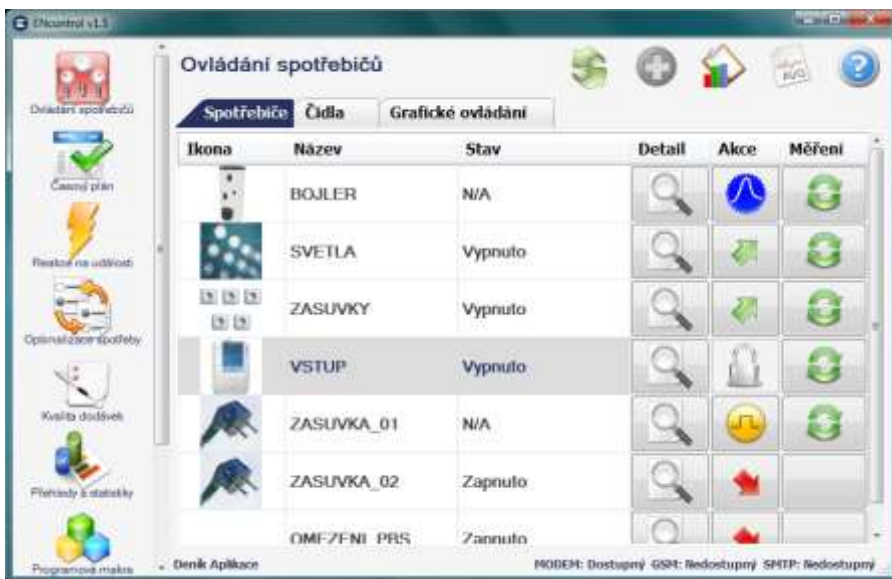 ENcontrol v1.5
Ovládání spotřebičů
Spotřebiče Čidla Grafické ovládání
Ikona Název Stav Detail Akce Měření
BOJLER N/A
SVETLA Vypnuto
ZASUVKY Vypnuto
VSTUP Vypnuto
ZASUVKA_01 N/A
ZASUVKA_02 Zapnuto
OMEZENI_PBS Zapnuto
Ovládání spotřebičů
Časový plán
Reakce na události
Optimalizace spotřeby
Kvalita dodávek
Přehledy a statistiky
Programová makra
Deník Aplikace MODEM: Dostupný GSM: Nedostupný SMTP: Nedostupný